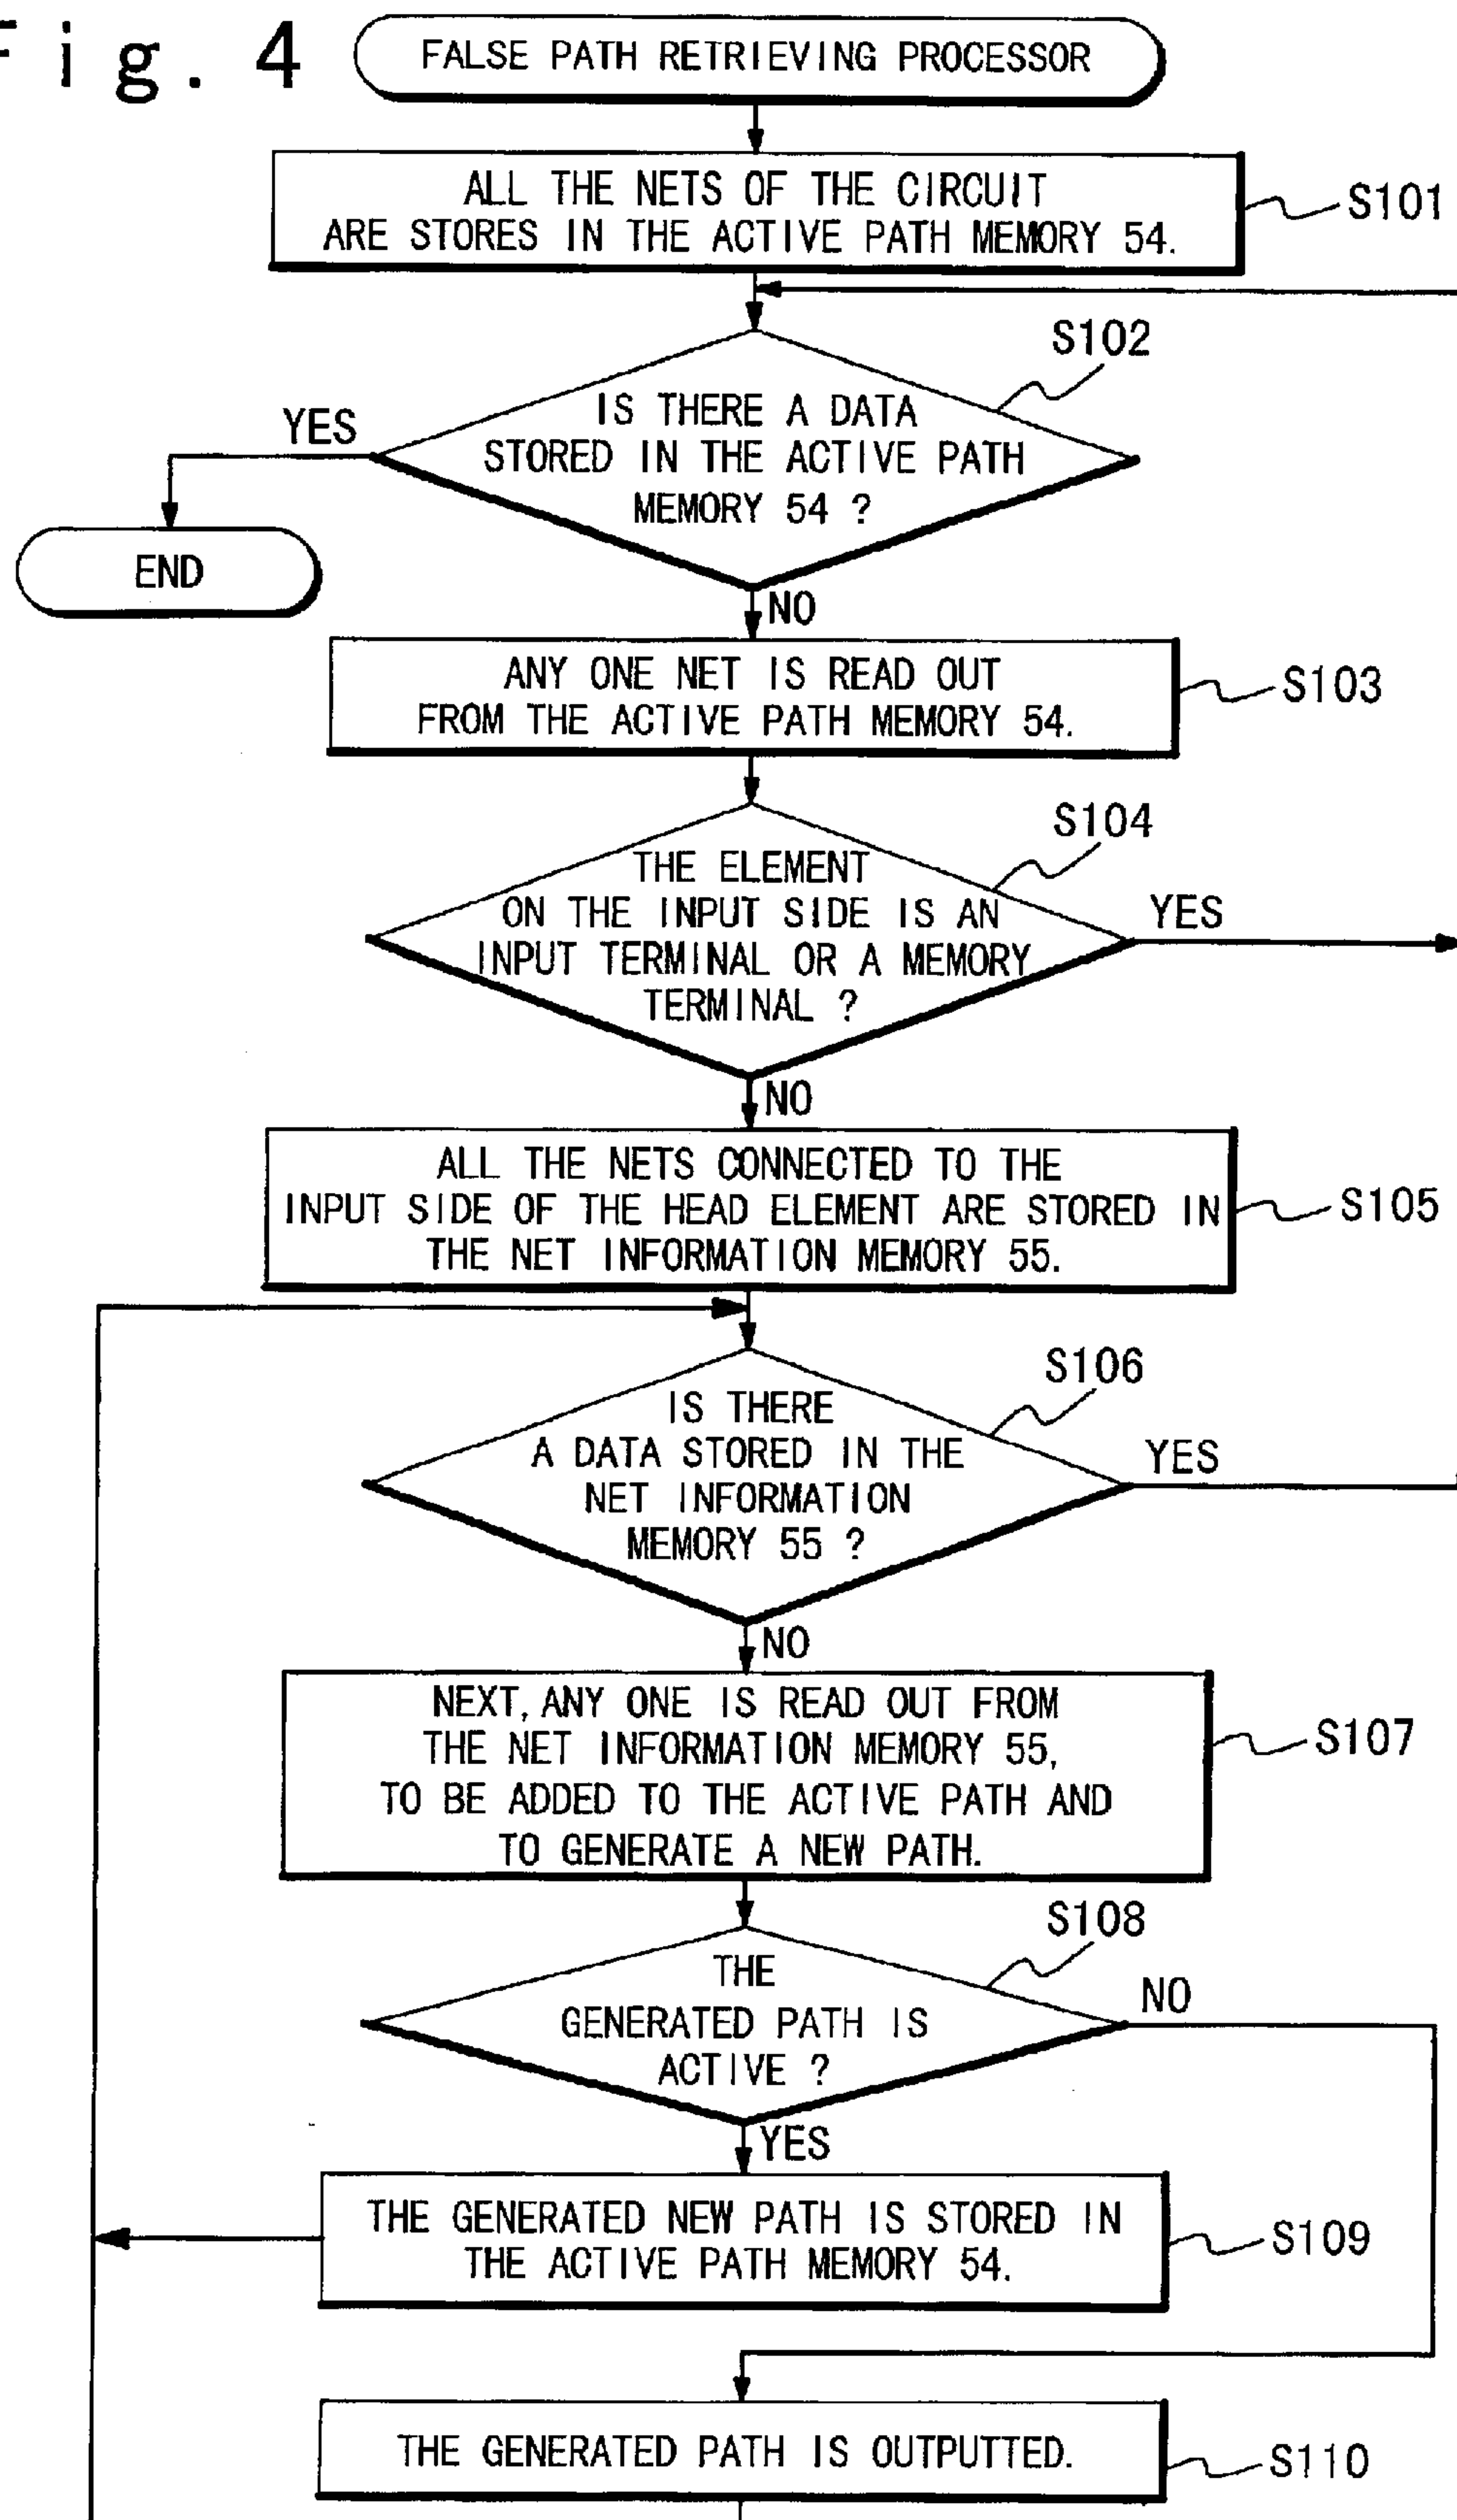 Fig. 4
FALSE PATH RETRIEVING PROCESSOR
ALL THE NETS OF THE CIRCUIT
ARE STORES IN THE ACTIVE PATH MEMORY 54.
S101
S102
IS THERE A DATA
STORED IN THE ACTIVE PATH
MEMORY 54 ?
YES
END
NO
ANY ONE NET IS READ OUT
FROM THE ACTIVE PATH MEMORY 54.
S103
S104
THE ELEMENT
ON THE INPUT SIDE IS AN
INPUT TERMINAL OR A MEMORY
TERMINAL ?
YES
NO
ALL THE NETS CONNECTED TO THE
INPUT SIDE OF THE HEAD ELEMENT ARE STORED IN
THE NET INFORMATION MEMORY 55.
S105
S106
IS THERE
A DATA STORED IN THE
NET INFORMATION
MEMORY 55 ?
YES
NO
NEXT, ANY ONE IS READ OUT FROM
THE NET INFORMATION MEMORY 55,
TO BE ADDED TO THE ACTIVE PATH AND
TO GENERATE A NEW PATH.
S107
S108
THE
GENERATED PATH IS
ACTIVE ?
NO
YES
THE GENERATED NEW PATH IS STORED IN
THE ACTIVE PATH MEMORY 54.
S109
THE GENERATED PATH IS OUTPUTTED.
S110